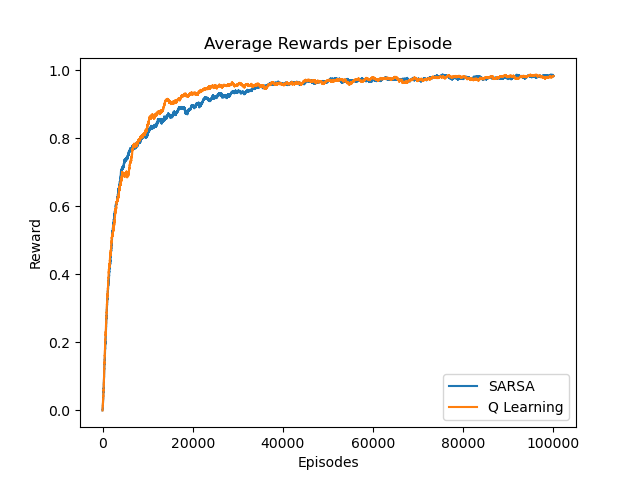 Average Rewards per Episode
Reward
1.0
0.8
0.6
0.4
0.2
0.0
0 20000 40000 60000 80000 100000
Episodes
SARSA
Q Learning